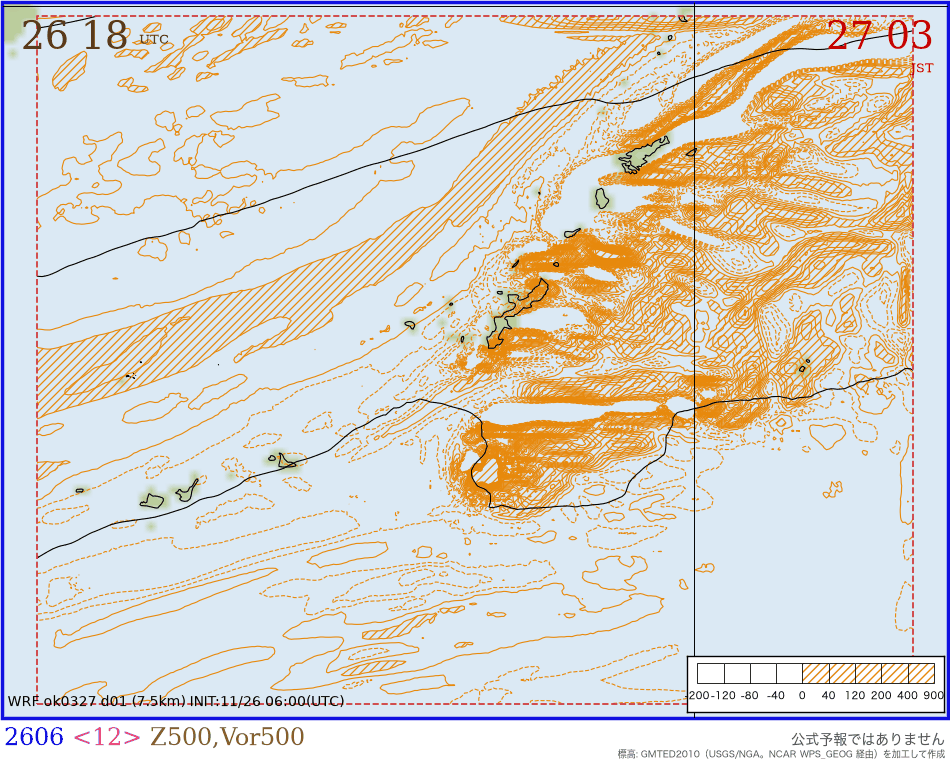 26 18 UTC
27 03
JST
-200 -120 -80 -40 0 40 120 200 400 900
WRF ok0327 d01 (7.5km) INIT:11/26 06:00(UTC)
2606 <12> Z500,Vor500
公式予報ではありません
標高: GMTED2010（USGS/NGA。NCAR WPS_GEOG 経由）を加工して作成